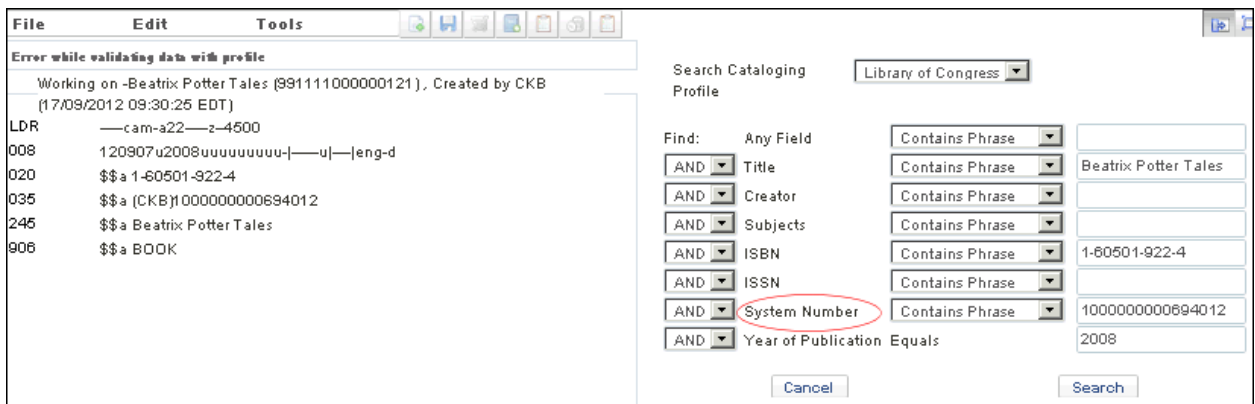 File Edit Tools
Error while validating data with profile
Working on -Beatrix Potter Tales (991111000000121), Created by CKB
(17/09/2012 09:30:25 EDT)
LDR -----cam-a22-----z--4500
008 120907u2008uuuuuuuuu-|------u|----|eng-d
020 $$a 1-60501-922-4
035 $$a (CKB)1000000000694012
245 $$a Beatrix Potter Tales
906 $$a BOOK
Search Cataloging
Profile
Library of Congress
Find: Any Field Contains Phrase
AND Title Contains Phrase Beatrix Potter Tales
AND Creator Contains Phrase
AND Subjects Contains Phrase
AND ISBN Contains Phrase 1-60501-922-4
AND ISSN Contains Phrase
AND System Number Contains Phrase 1000000000694012
AND Year of Publication Equals 2008
Cancel Search